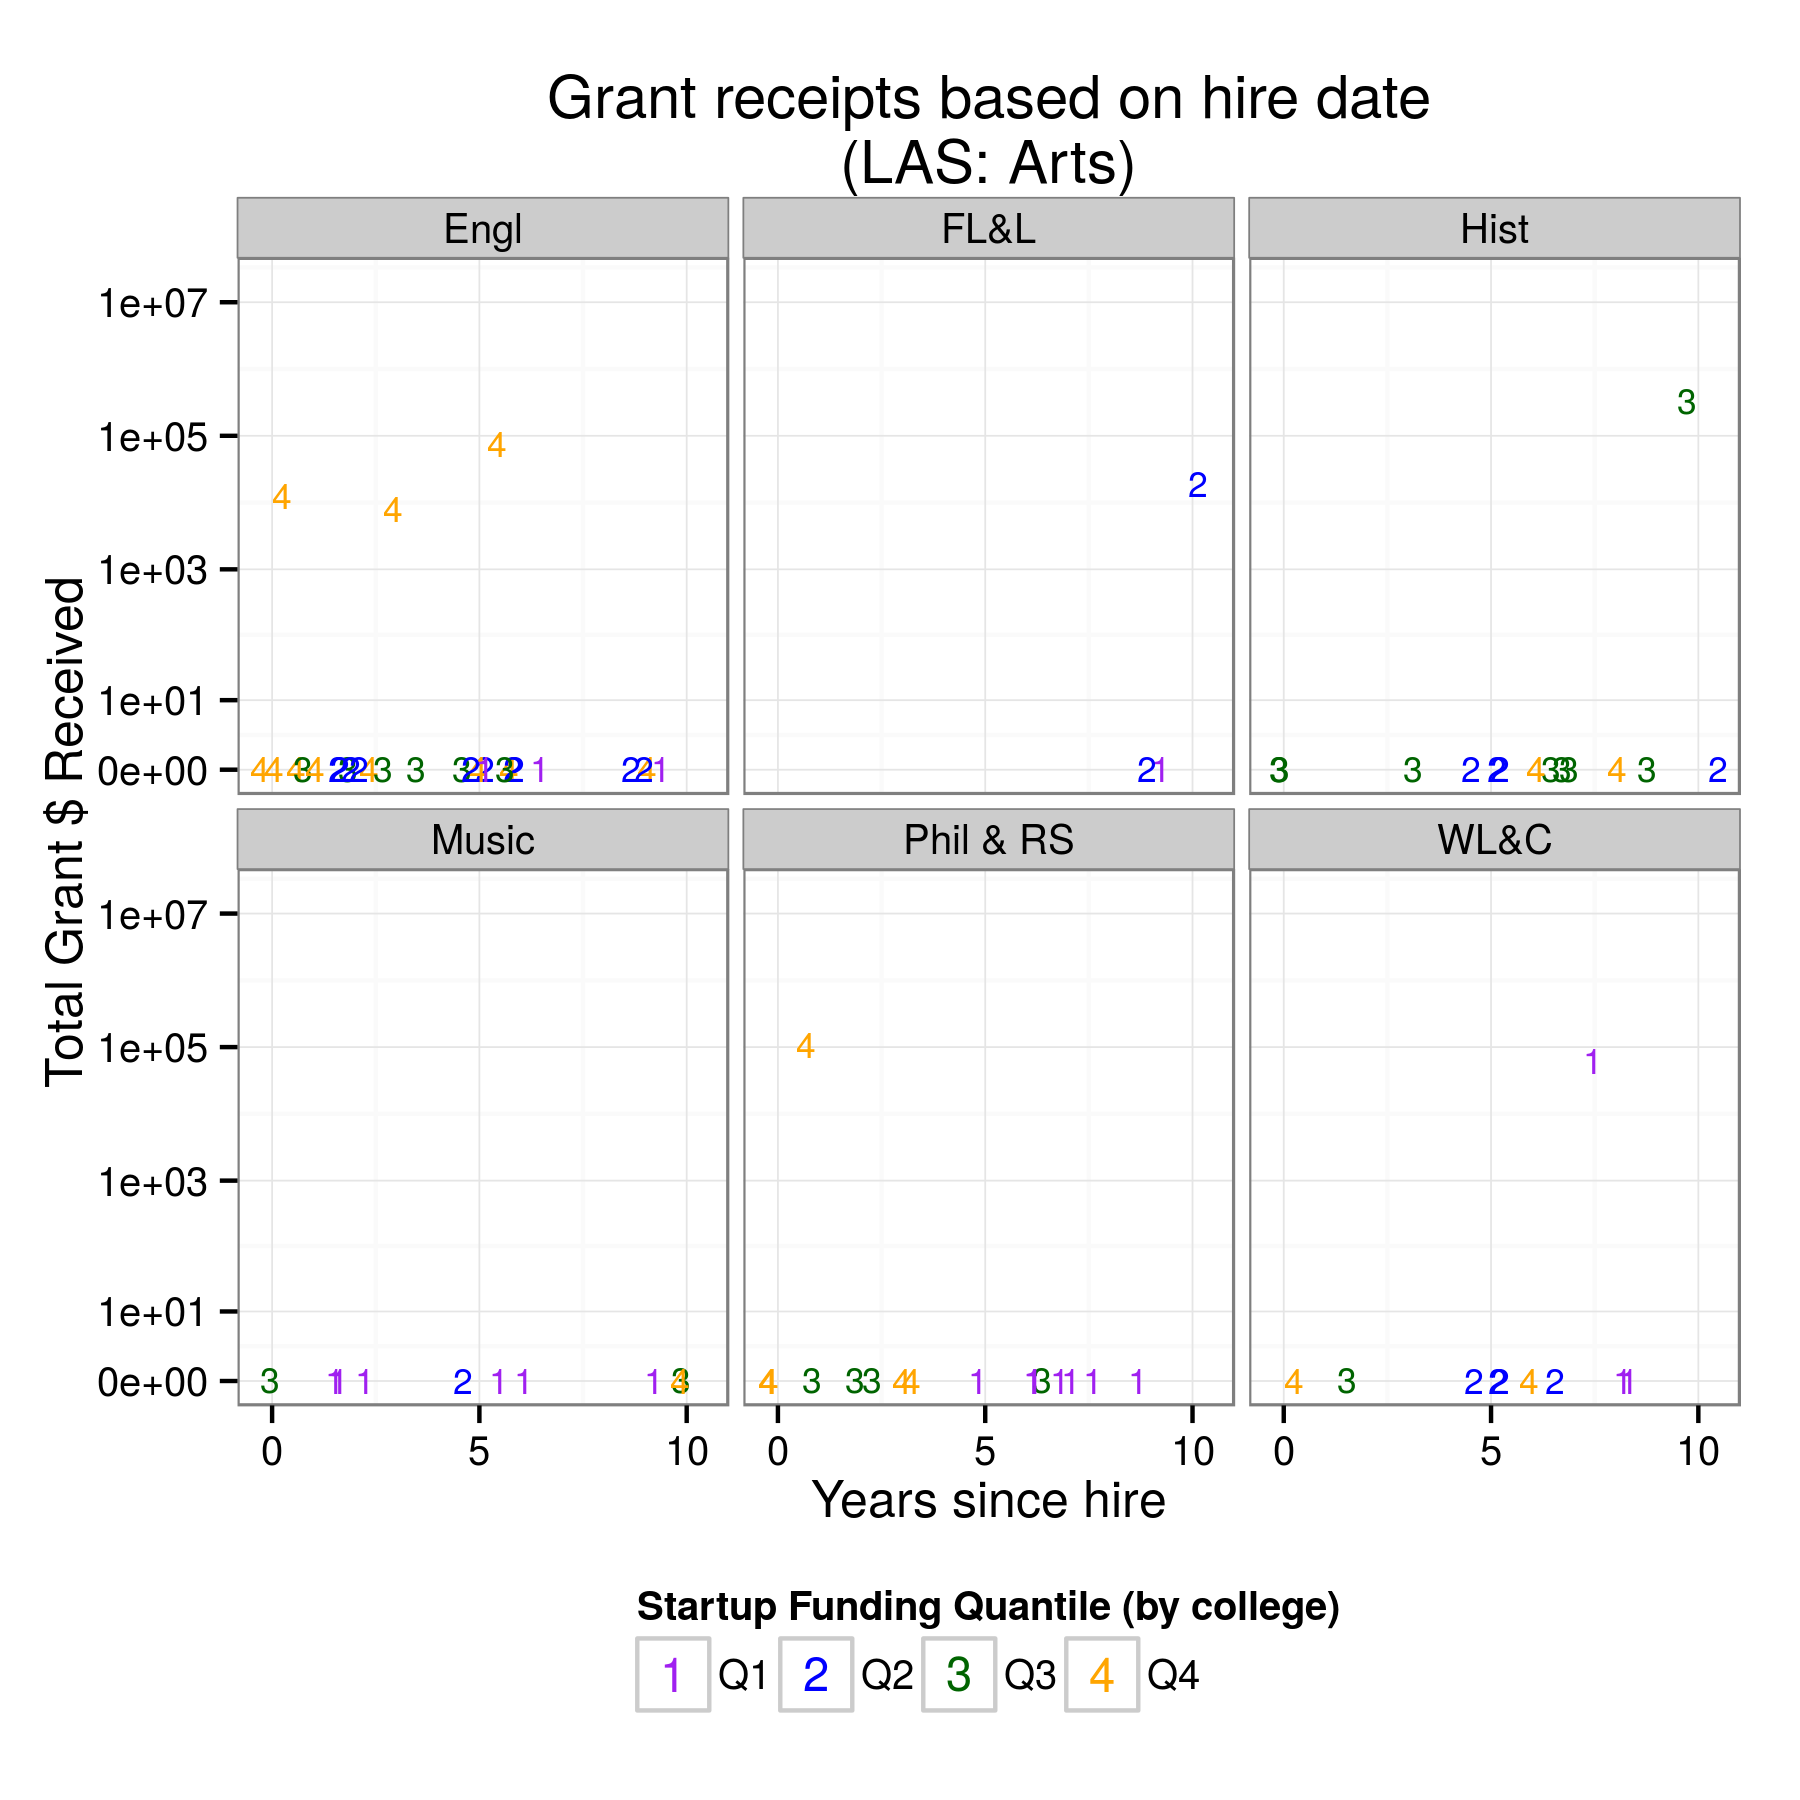 Grant receipts based on hire date
(LAS: Arts)
Engl FL&L Hist
1e+07
1e+05
1e+03
1e+01
0e+00
Music Phil & RS WL&C
1e+07
1e+05
1e+03
1e+01
0e+00
Total Grant $ Received
0 5 10 0 5 10 0 5 10
Years since hire
Startup Funding Quantile (by college)
1 Q1 2 Q2 3 Q3 4 Q4